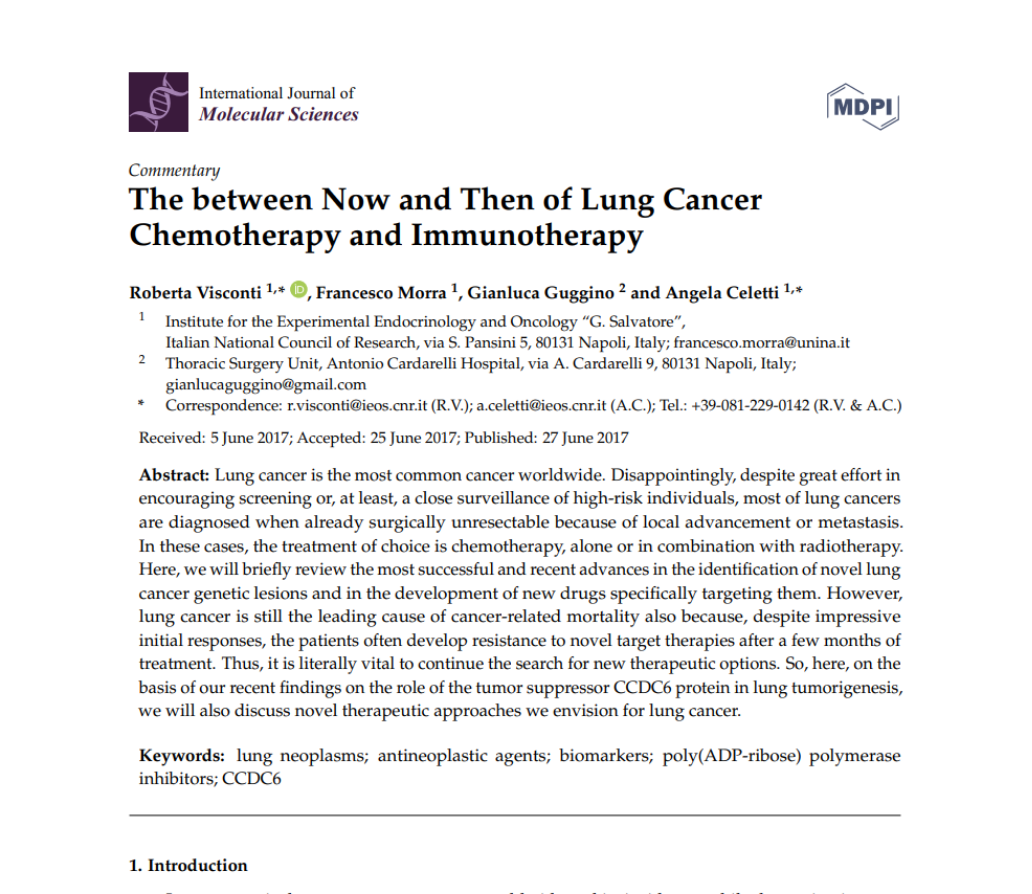 International Journal of
Molecular Sciences
MDPI
Commentary
The between Now and Then of Lung Cancer
Chemotherapy and Immunotherapy
Roberta Visconti 1,* iD, Francesco Morra 1, Gianluca Guggino 2 and Angela Celetti 1,*
1 Institute for the Experimental Endocrinology and Oncology “G. Salvatore”,
Italian National Council of Research, via S. Pansini 5, 80131 Napoli, Italy; francesco.morra@unina.it
2 Thoracic Surgery Unit, Antonio Cardarelli Hospital, via A. Cardarelli 9, 80131 Napoli, Italy;
gianlucaguggino@gmail.com
* Correspondence: r.visconti@ieos.cnr.it (R.V.); a.celetti@ieos.cnr.it (A.C.); Tel.: +39-081-229-0142 (R.V. & A.C.)
Received: 5 June 2017; Accepted: 25 June 2017; Published: 27 June 2017
Abstract: Lung cancer is the most common cancer worldwide. Disappointingly, despite great effort in
encouraging screening or, at least, a close surveillance of high-risk individuals, most of lung cancers
are diagnosed when already surgically unresectable because of local advancement or metastasis.
In these cases, the treatment of choice is chemotherapy, alone or in combination with radiotherapy.
Here, we will briefly review the most successful and recent advances in the identification of novel lung
cancer genetic lesions and in the development of new drugs specifically targeting them. However,
lung cancer is still the leading cause of cancer-related mortality also because, despite impressive
initial responses, the patients often develop resistance to novel target therapies after a few months of
treatment. Thus, it is literally vital to continue the search for new therapeutic options. So, here, on the
basis of our recent findings on the role of the tumor suppressor CCDC6 protein in lung tumorigenesis,
we will also discuss novel therapeutic approaches we envision for lung cancer.
Keywords: lung neoplasms; antineoplastic agents; biomarkers; poly(ADP-ribose) polymerase
inhibitors; CCDC6
1. Introduction